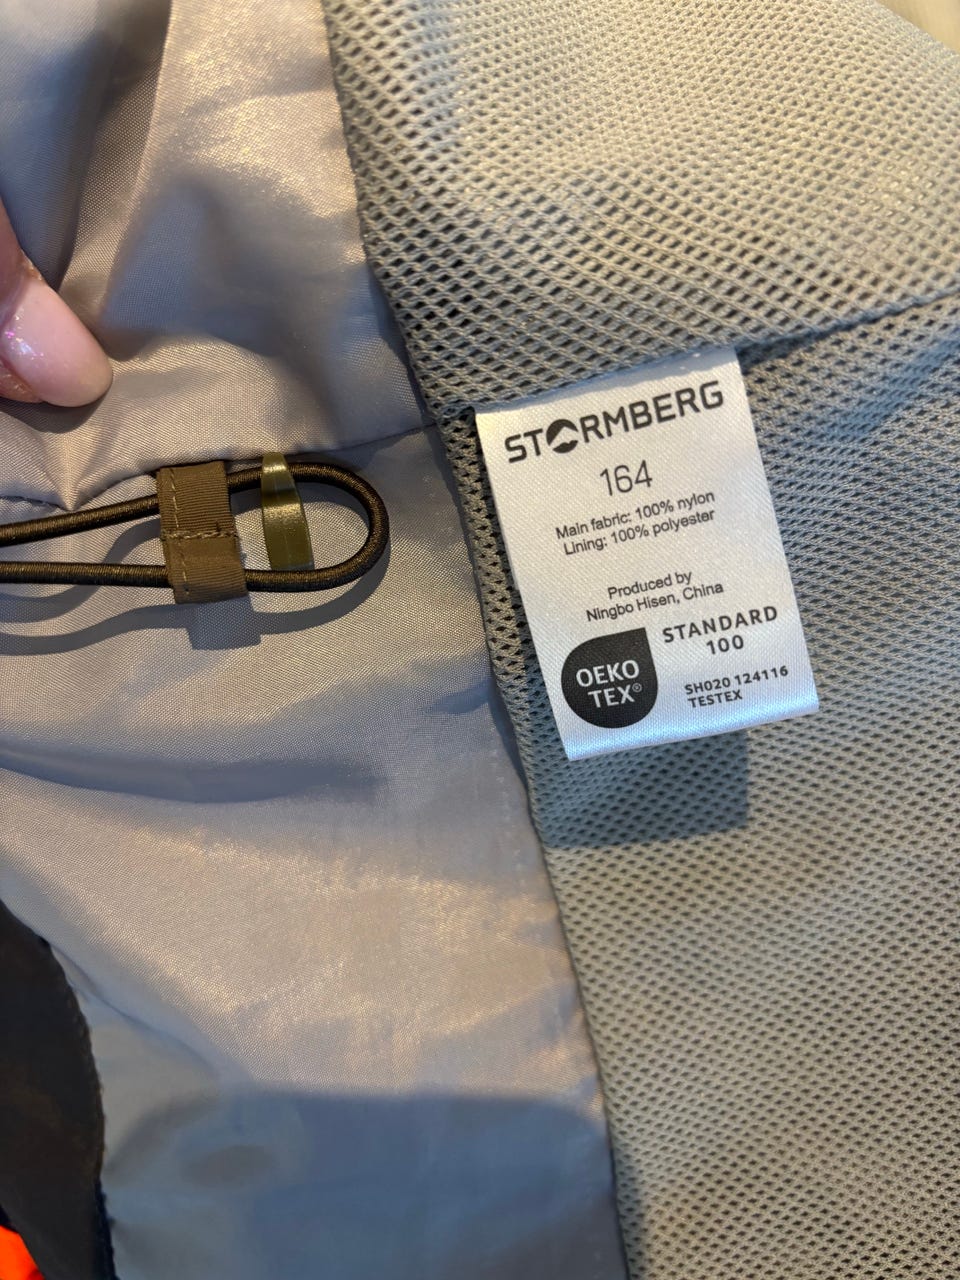 STORMBERG
164
Main fabric: 100% nylon
Lining: 100% polyester
Produced by
Ningbo Hisen, China
OEKO
TEX®
STANDARD
100
SH020 124116
TESTEX